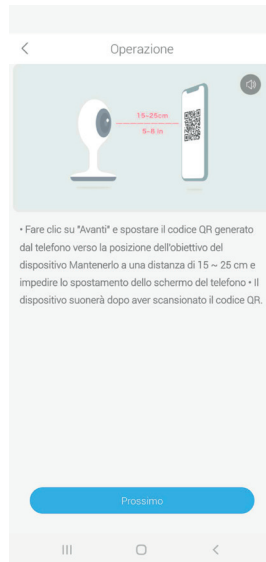 Operazione
15~25cm
5~8 in
• Fare clic su "Avanti" e spostare il codice QR generato
dal telefono verso la posizione dell'obiettivo del
dispositivo Mantenerlo a una distanza di 15 ~ 25 cm e
impedire lo spostamento dello schermo del telefono • Il
dispositivo suonerà dopo aver scansionato il codice QR.
Prossimo